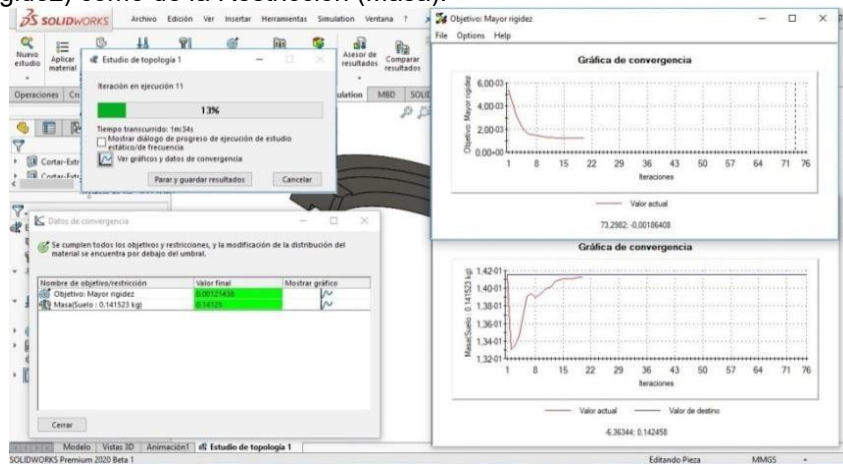 gidez) como de la Restricción (Masa).
SOLIDWORKS
Archivo Edición Ver Insertar Herramientas Simulation Ventana ?
Nuevo estudio
Aplicar material
Asesor de resultados
Comparar resultados
Operaciones
MBD
Cortar-Extr
Estudio de topología 1
Iteración en ejecución 11
13%
Tiempo transcurrido: 1m:34s
Mostrar diálogo de progreso de ejecución de estudio
estático/de frecuencia
Ver gráficos y datos de convergencia
Parar y guardar resultados
Cancelar
Datos de convergencia
Se cumplen todos los objetivos y restricciones, y la modificación de la distribución del
material se encuentra por debajo del umbral.
Nombre de objetivo/restricción Valor final Mostrar gráfico
Objetivo: Mayor rigidez 0.00121438
Masa(Suelo : 0.141523 kg) 0.14125
Cerrar
Objetivo: Mayor rigidez
File Options Help
Gráfica de convergencia
Objetivo: Mayor rigidez
6,00-03
4,00-03
2,00-03
0,00+00
1 8 15 22 29 36 43 50 57 64 71 76
Iteraciones
Valor actual
73,2982; -0,00186408
Gráfica de convergencia
Masa(Suelo : 0.141523 kg)
1,42-01
1,40-01
1,38-01
1,36-01
1,34-01
1,32-01
1 8 15 22 29 36 43 50 57 64 71 76
Iteraciones
Valor actual Valor de destino
-6,36344; 0,142458
Modelo Vistas 3D Animación1 Estudio de topología 1
SOLIDWORKS Premium 2020 Beta 1
Editando Pieza
MMGS